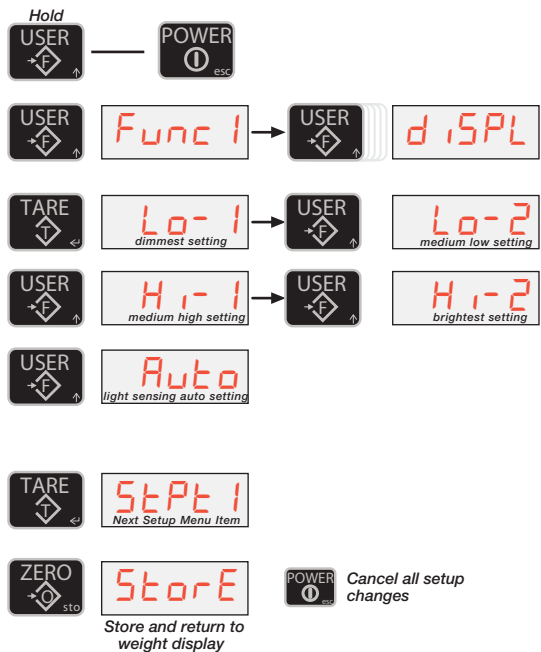 Hold
USER
F
POWER
esc
USER
F
Func 1
USER
F
diSPL
TARE
T
Lo-1
dimmest setting
USER
F
Lo-2
medium low setting
USER
F
Hi-1
medium high setting
USER
F
Hi-2
brightest setting
USER
F
Auto
light sensing auto setting
TARE
T
StPt 1
Next Setup Menu Item
ZERO
O
sto
StorE
Store and return to
weight display
POWER
esc
Cancel all setup
changes